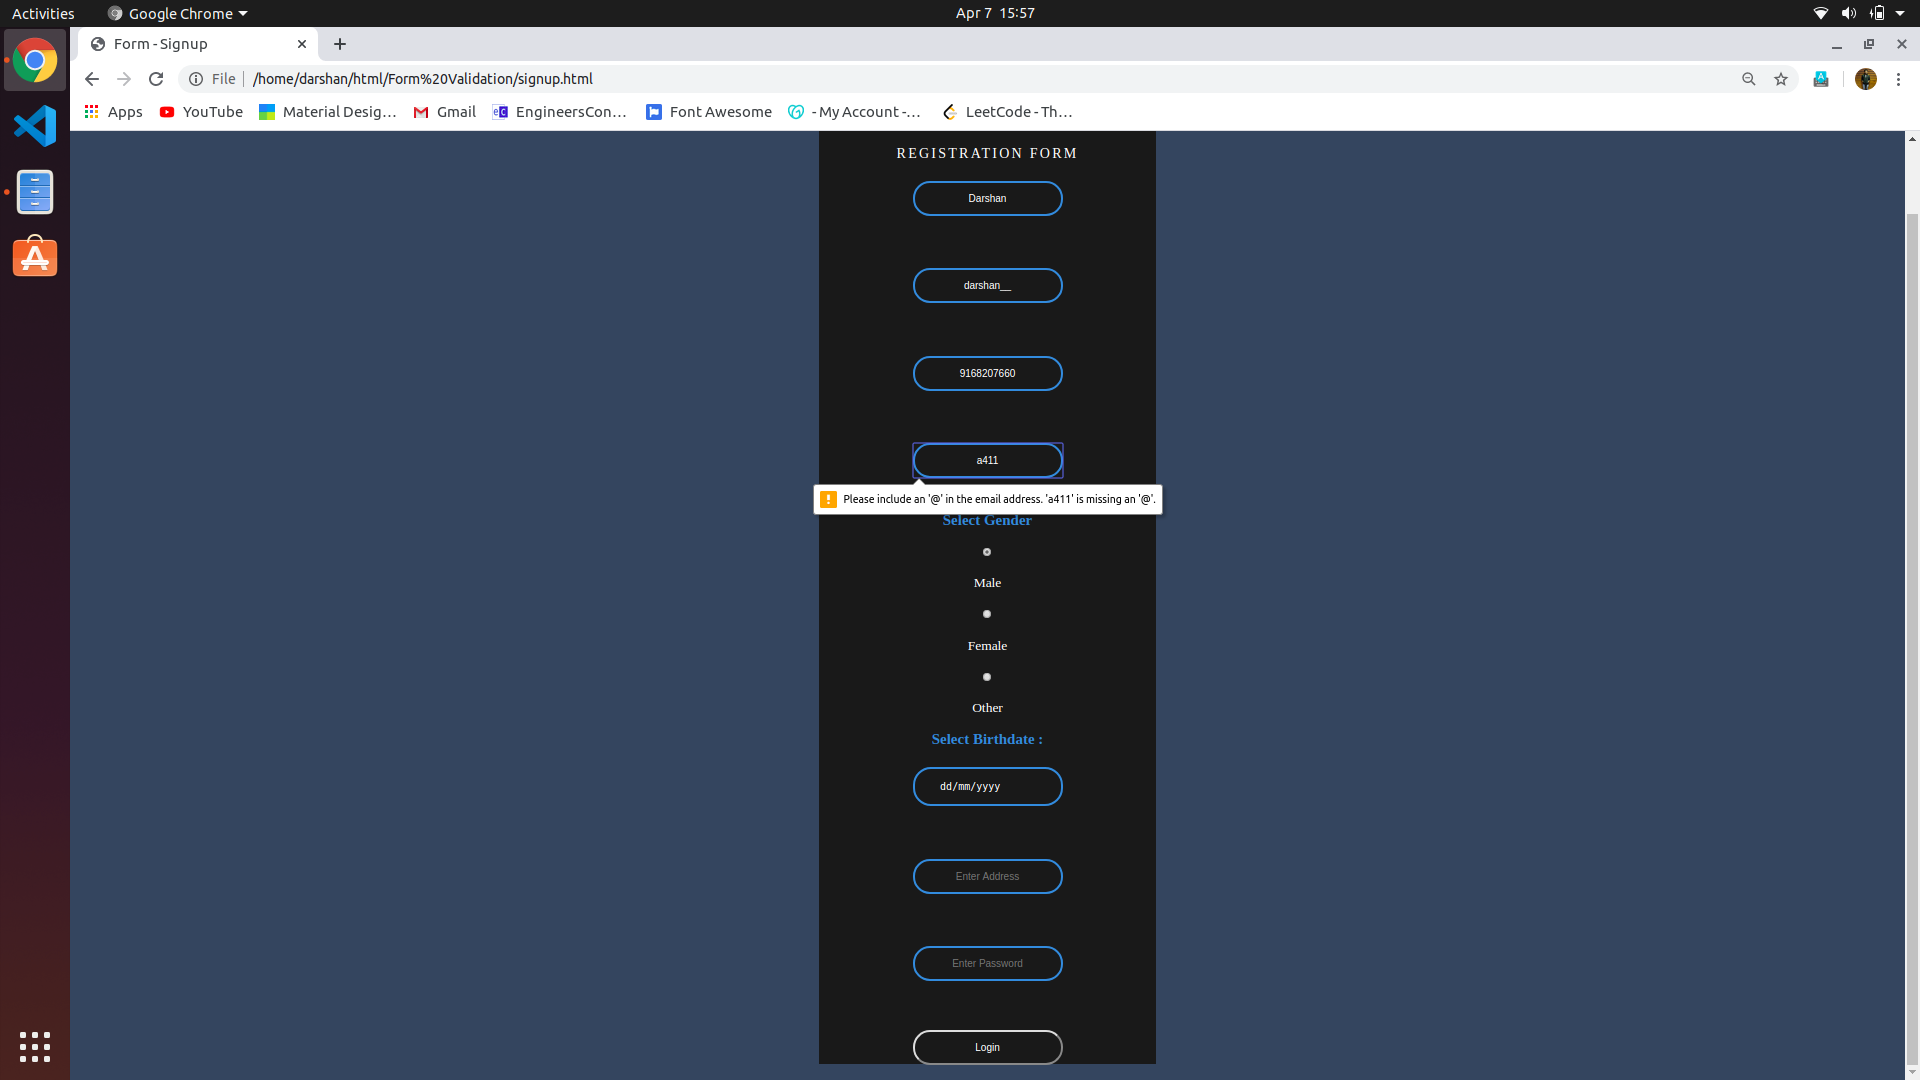 Activities
Google Chrome
Apr 7 15:57
Form - Signup
File
/home/darshan/html/Form%20Validation/signup.html
Apps
YouTube
Material Desig…
Gmail
EngineersCon…
Font Awesome
- My Account -…
LeetCode - Th…
REGISTRATION FORM
Darshan
darshan__
9168207660
a411
Please include an '@' in the email address. 'a411' is missing an '@'.
Select Gender
Male
Female
Other
Select Birthdate :
dd/mm/yyyy
Enter Address
Enter Password
Login